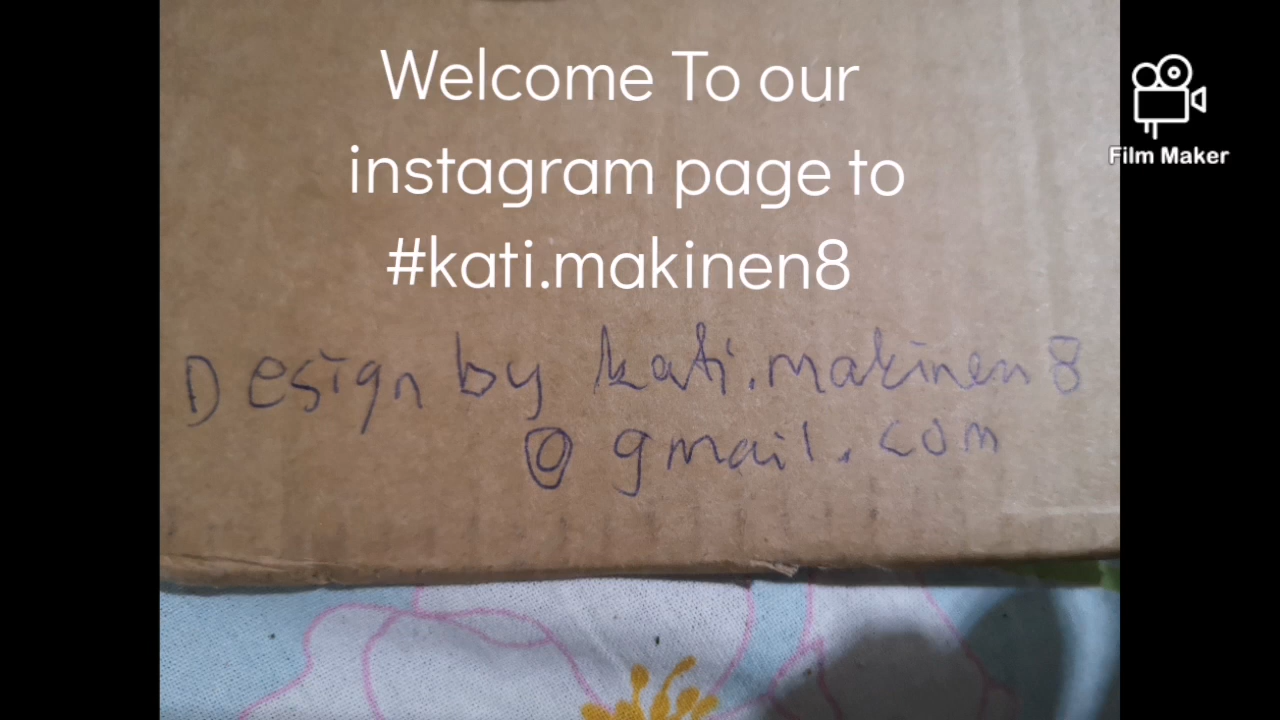 Welcome To our
instagram page to
#kati.makinen8
Film Maker
Design by kati.makinen8
@gmail.com